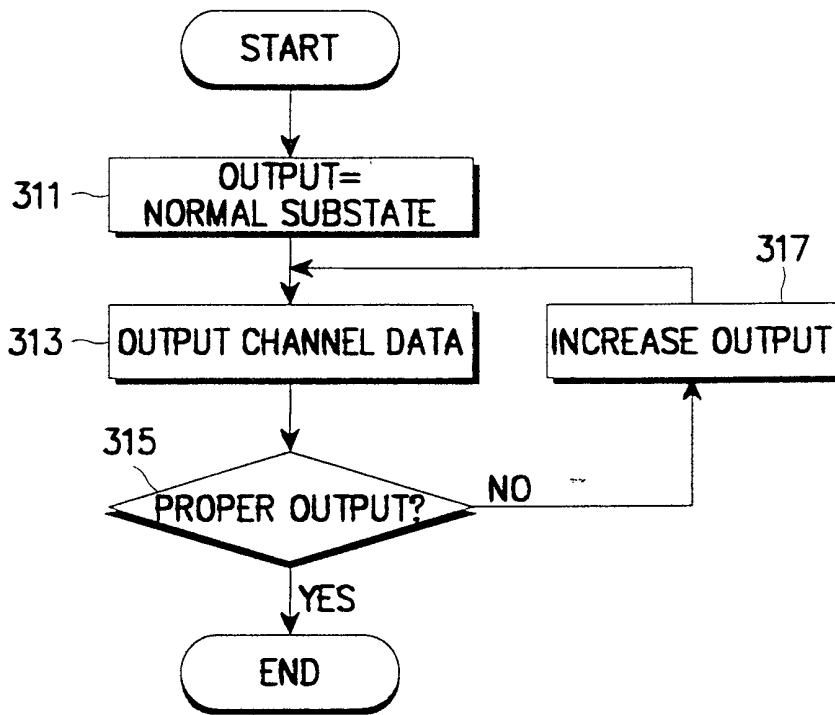 START
311
OUTPUT=
NORMAL SUBSTATE
317
313
OUTPUT CHANNEL DATA
INCREASE OUTPUT
315
PROPER OUTPUT?
NO
YES
END